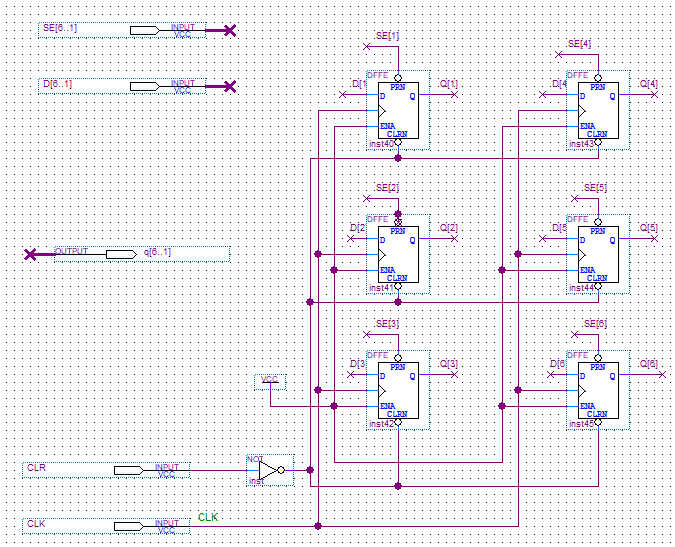 SE[6..1] INPUT VCC
SE[1] SE[4]
D[6..1] INPUT VCC
DFFE DFFE
D[1 PRN Q[1] D[4 PRN Q[4]
D Q D Q
ENA ENA
CLRN CLRN
inst40 inst43
SE[2] SE[5]
DFFE DFFE
D[2 PRN Q[2] D[5 PRN Q[5]
D Q D Q
OUTPUT q[6..1]
ENA ENA
CLRN CLRN
inst41 inst44
SE[3] SE[6]
DFFE DFFE
D[3 PRN Q[3] D[6 PRN Q[6]
D Q D Q
VCC
ENA ENA
CLRN CLRN
inst42 inst45
CLR INPUT VCC NOT
inst
CLK INPUT VCC CLK